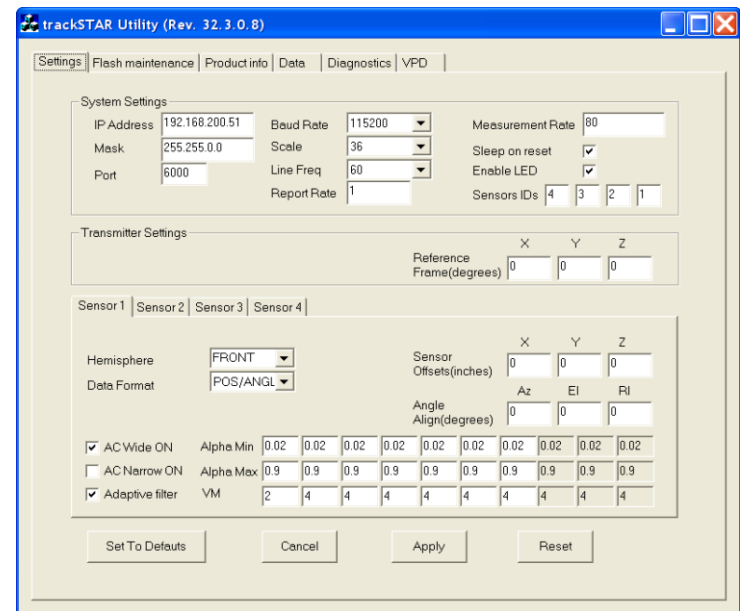 trackSTAR Utility (Rev. 32.3.0.8)
Settings Flash maintenance Product info Data Diagnostics VPD
System Settings
IP Address 192.168.200.51 Baud Rate 115200 Measurement Rate 80
Mask 255.255.0.0 Scale 36 Sleep on reset
Port 6000 Line Freq 60 Enable LED
Report Rate 1 Sensors IDs 4 3 2 1
Transmitter Settings
X Y Z
Reference
Frame(degrees) 0 0 0
Sensor 1 Sensor 2 Sensor 3 Sensor 4
X Y Z
Hemisphere FRONT Sensor
Offsets(inches) 0 0 0
Data Format POS/ANGL
Az El Rl
Angle
Align(degrees) 0 0 0
AC Wide ON Alpha Min 0.02 0.02 0.02 0.02 0.02 0.02 0.02 0.02 0.02 0.02
AC Narrow ON Alpha Max 0.9 0.9 0.9 0.9 0.9 0.9 0.9 0.9 0.9 0.9
Adaptive filter VM 2 4 4 4 4 4 4 4 4 4
Set To Defauts Cancel Apply Reset